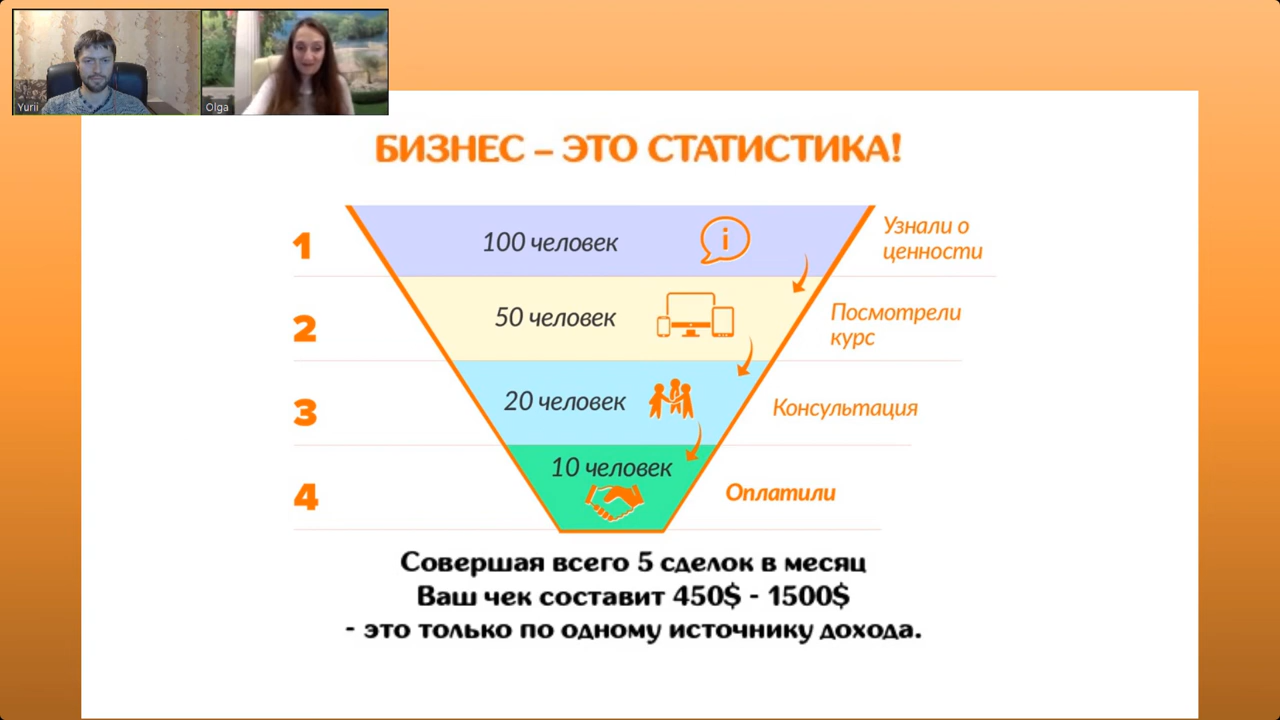 Yurii
Olga
БИЗНЕС – ЭТО СТАТИСТИКА!
1
100 человек
i
Узнали о
ценности
2
50 человек
Посмотрели
курс
3
20 человек
Консультация
4
10 человек
Оплатили
Совершая всего 5 сделок в месяц
Ваш чек составит 450$ - 1500$
- это только по одному источнику дохода.